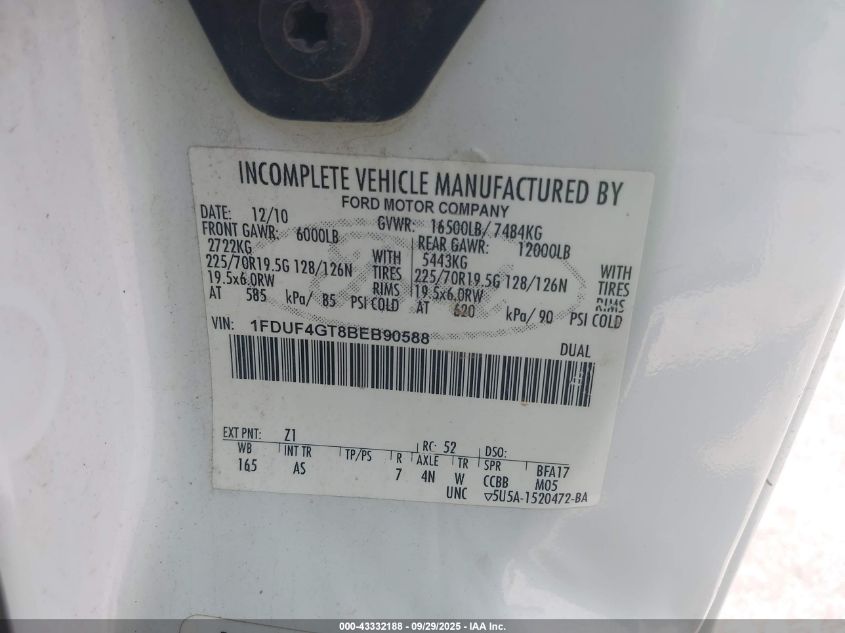 INCOMPLETE VEHICLE MANUFACTURED BY
FORD MOTOR COMPANY
DATE: 12/10 GVWR: 16500LB/ 7484KG
FRONT GAWR: 6000LB REAR GAWR: 12000LB
2722KG WITH 5443KG WITH
225/70R19.5G 128/126N TIRES 225/70R19.5G 128/126N TIRES
19.5x6.0RW RIMS 19.5x6.0RW RIMS
AT 585 kPa/ 85 PSI COLD AT 620 kPa/ 90 PSI COLD
VIN: 1FDUF4GT8BEB90588
DUAL
EXT PNT: Z1 RC: 52 DSO:
WB INT TR TP/PS R AXLE TR SPR BFA17
165 AS 7 4N W CCBB M05
UNC ▽5U5A-1520472-BA
000-43332188 - 09/29/2025 - IAA Inc.